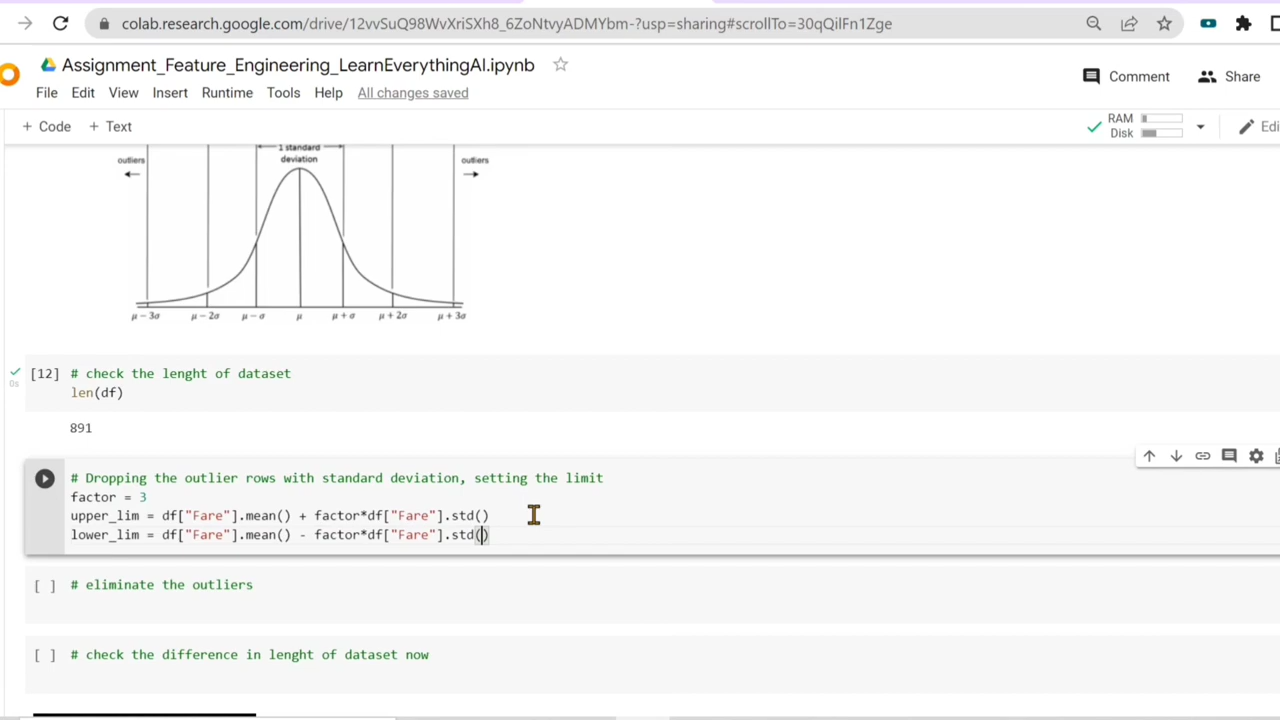 colab.research.google.com/drive/12vvSuQ98WvXriSXh8_6ZoNtvyADMYbm-?usp=sharing#scrollTo=30qQilFn1Zge
Assignment_Feature_Engineering_LearnEverythingAI.ipynb
Comment
Share
File Edit View Insert Runtime Tools Help All changes saved
+ Code + Text
RAM
Disk
Edi
1 standard
deviation
outliers
outliers
μ − 3σ μ − 2σ μ − σ μ μ + σ μ + 2σ μ + 3σ
[12] # check the lenght of dataset
0s
len(df)
891
# Dropping the outlier rows with standard deviation, setting the limit
factor = 3
upper_lim = df["Fare"].mean() + factor*df["Fare"].std()
lower_lim = df["Fare"].mean() - factor*df["Fare"].std()
[ ] # eliminate the outliers
[ ] # check the difference in lenght of dataset now